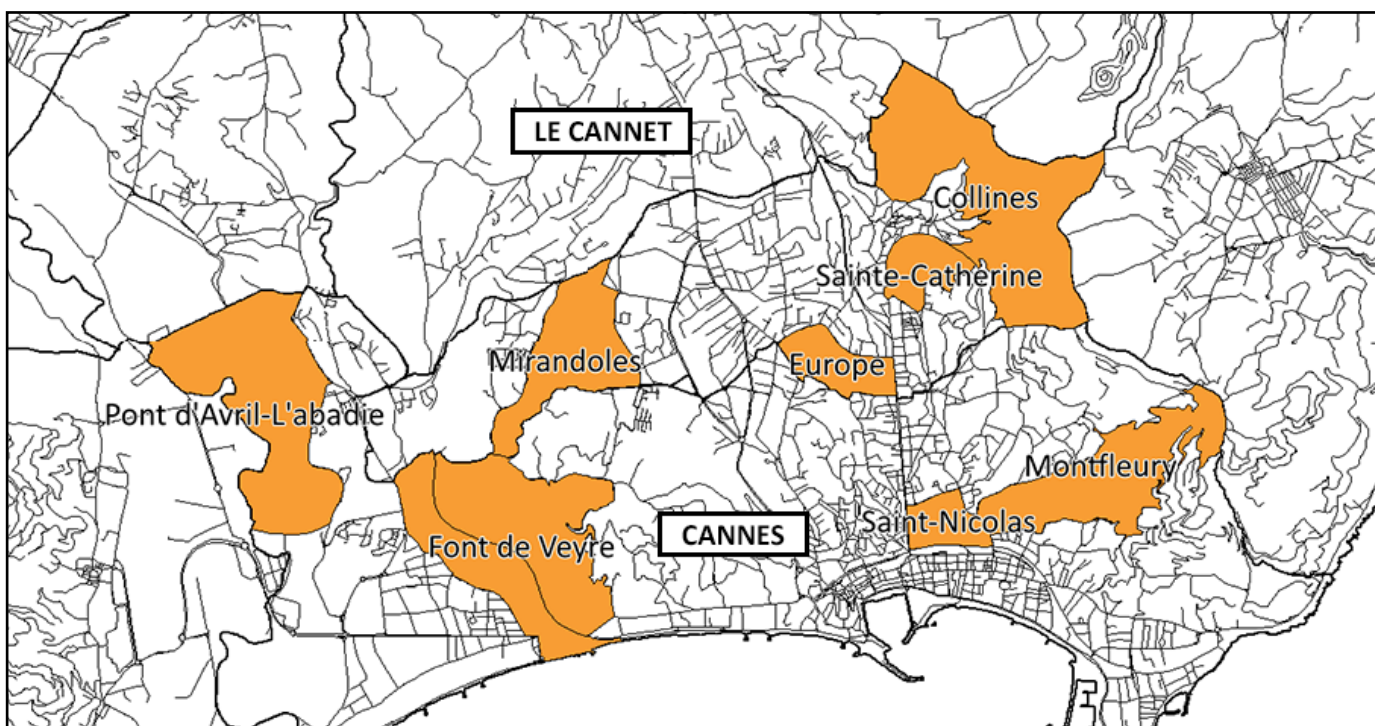 LE CANNET
Collines
Sainte-Catherine
Mirandoles
Europe
Pont d'Avril-L'abadie
Montfleury
Saint-Nicolas
CANNES
Font de Veyre